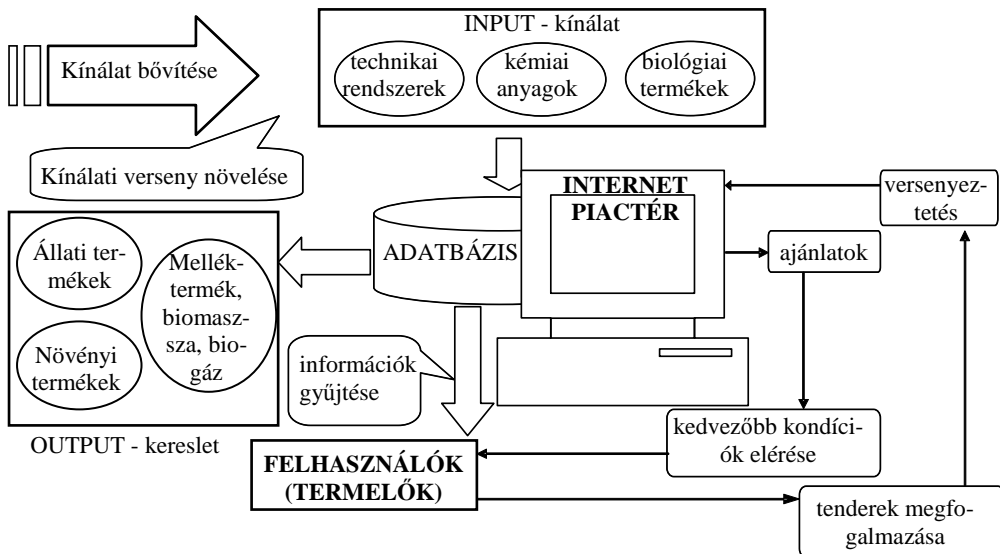 INPUT - kínálat
Kínálat bővítése
technikai
rendszerek
kémiai
anyagok
biológiai
termékek
Kínálati verseny növelése
INTERNET
PIACTÉR
versenyez-
tetés
ADATBÁZIS
ajánlatok
Állati ter-
mékek
Mellék-
termék,
biomasz-
sza, bio-
gáz
Növényi
termékek
információk
gyűjtése
OUTPUT - kereslet
kedvezőbb kondíci-
ók elérése
FELHASZNÁLÓK
(TERMELŐK)
tenderek megfo-
galmazása